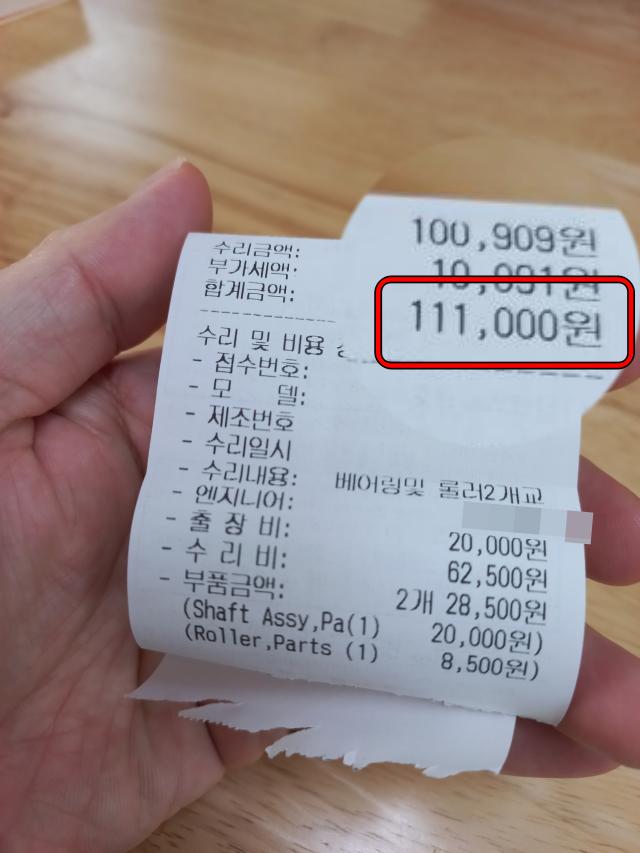 수리금액: 100,909원
부가세액: 10,091원
합계금액: 111,000원
수리 및 비용
- 접수번호:
- 모 델:
- 제조번호
- 수리일시
- 수리내용: 베어링및 롤러2개교
- 엔지니어:
- 출 장 비: 20,000원
- 수 리 비: 62,500원
- 부품금액: 2개 28,500원
(Shaft Assy,Pa(1) 20,000원)
(Roller,Parts (1) 8,500원)